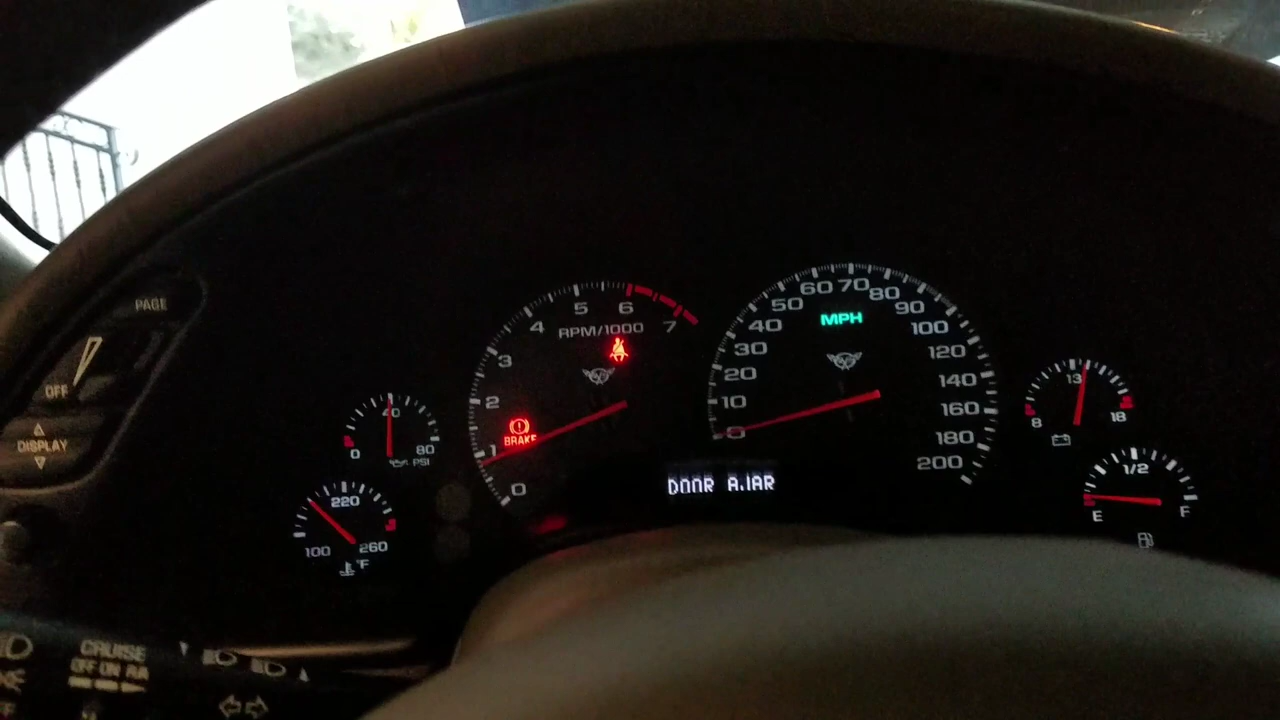 PAGE
OFF
DISPLAY
0 40 80
PSI
100 220 260
°F
0 1 2 3 4 5 6 7
RPM/1000
BRAKE
0 10 20 30 40 50 60 70 80 90 100 120 140 160 180 200
MPH
DOOR AJAR
8 13 18
E 1/2 F
CRUISE
OFF ON R/A